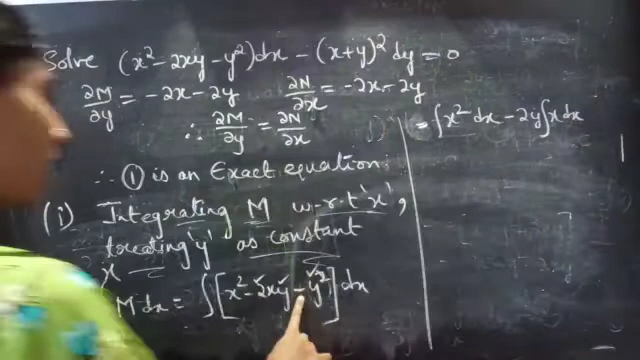 Solve (x² - 2xy - y²)dx - (x+y)² dy = 0
∂M/∂y = -2x - 2y ∂N/∂x = -2x - 2y
∴ ∂M/∂y = ∂N/∂x
∴ ① is an Exact equation.
(i) Integrating M w.r.t 'x',
treating 'y' as constant
M dx = ∫[x² - 2xy - y²] dx
= ∫x² dx - 2y∫x dx